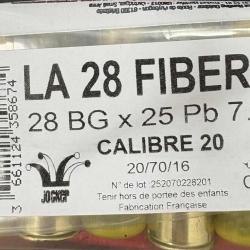 LA 28 FIBER
28 BG x 25 Pb 7.
CALIBRE 20
20/70/16
N° de lot :252070228201
Tenir hors de portée des enfants
Fabrication Française
JOCKER
3 661124 358674